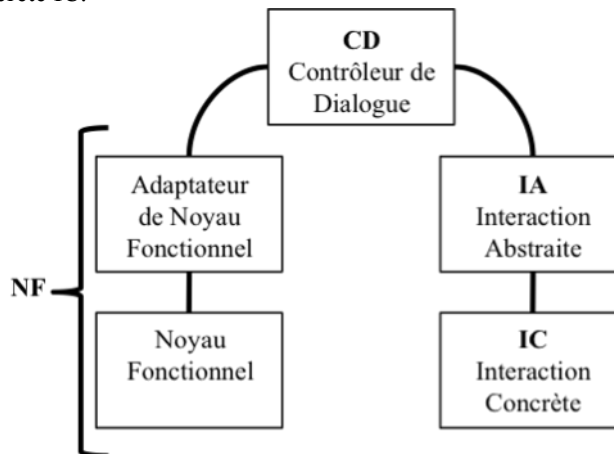 CD
Contrôleur de
Dialogue
Adaptateur
de Noyau
Fonctionnel
IA
Interaction
Abstraite
NF
Noyau
Fonctionnel
IC
Interaction
Concrète